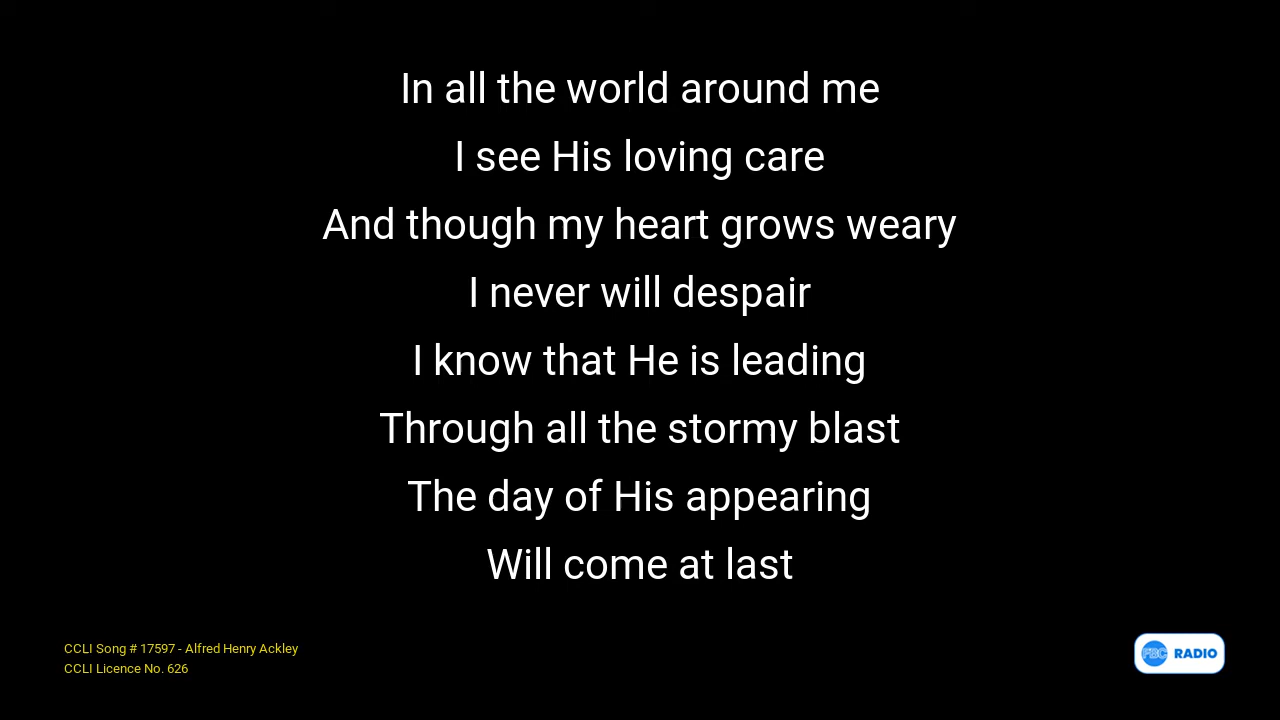 In all the world around me
I see His loving care
And though my heart grows weary
I never will despair
I know that He is leading
Through all the stormy blast
The day of His appearing
Will come at last
CCLI Song # 17597 - Alfred Henry Ackley
CCLI Licence No. 626
FBC RADIO